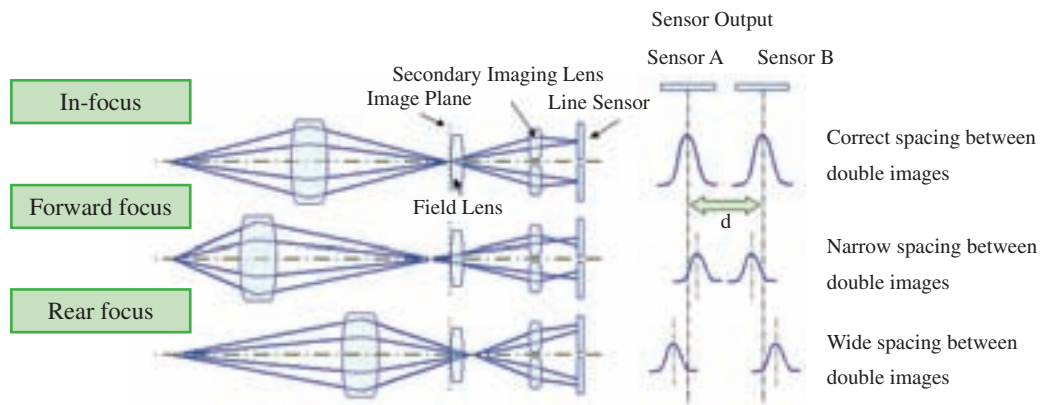 Sensor Output
Sensor A
Sensor B
Secondary Imaging Lens
Image Plane
Line Sensor
In-focus
Correct spacing between
double images
Field Lens
Forward focus
d
Narrow spacing between
double images
Rear focus
Wide spacing between
double images